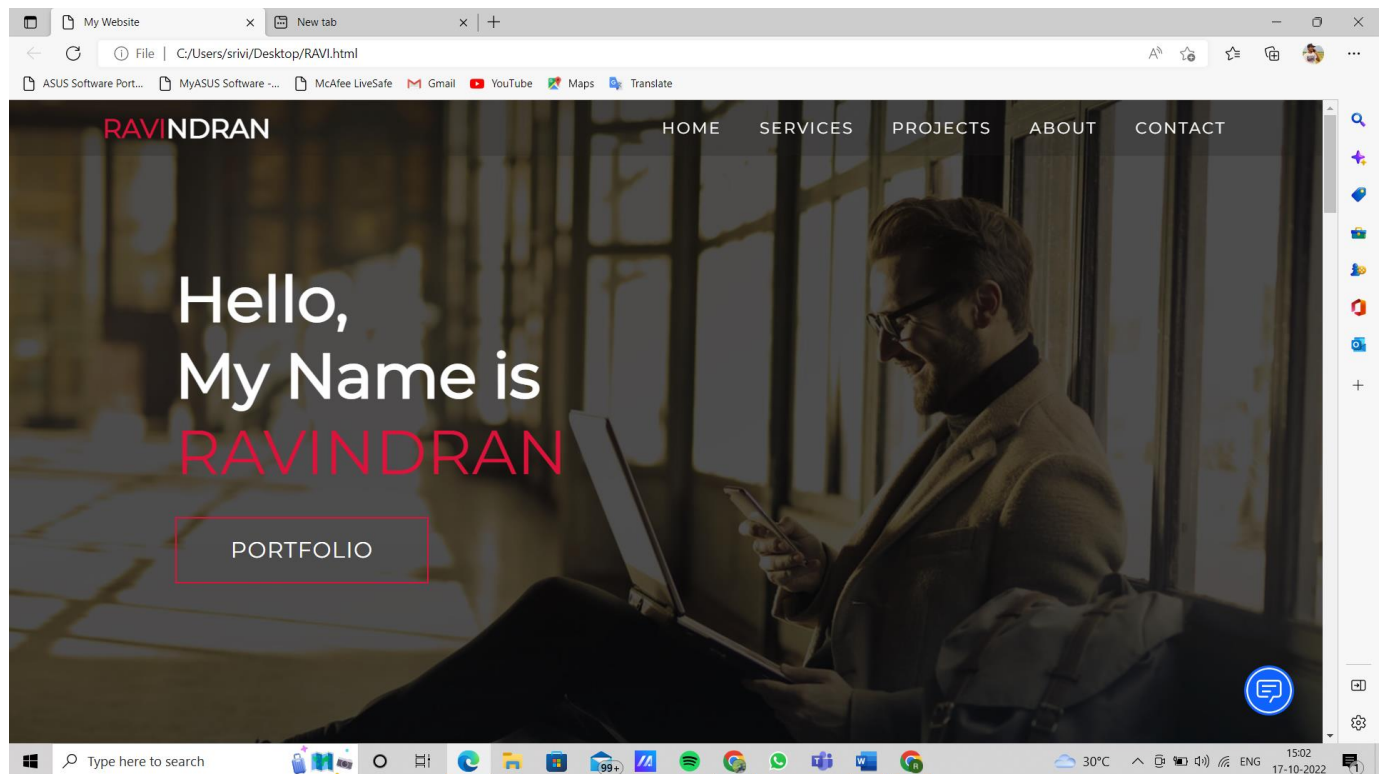 My Website
New tab
File
C:/Users/srivi/Desktop/RAVI.html
ASUS Software Port... MyASUS Software -... McAfee LiveSafe Gmail YouTube Maps Translate
RAVINDRAN
HOME SERVICES PROJECTS ABOUT CONTACT
Hello,
My Name is
RAVINDRAN
PORTFOLIO
Type here to search
99+
30°C
ENG
15:02
17-10-2022